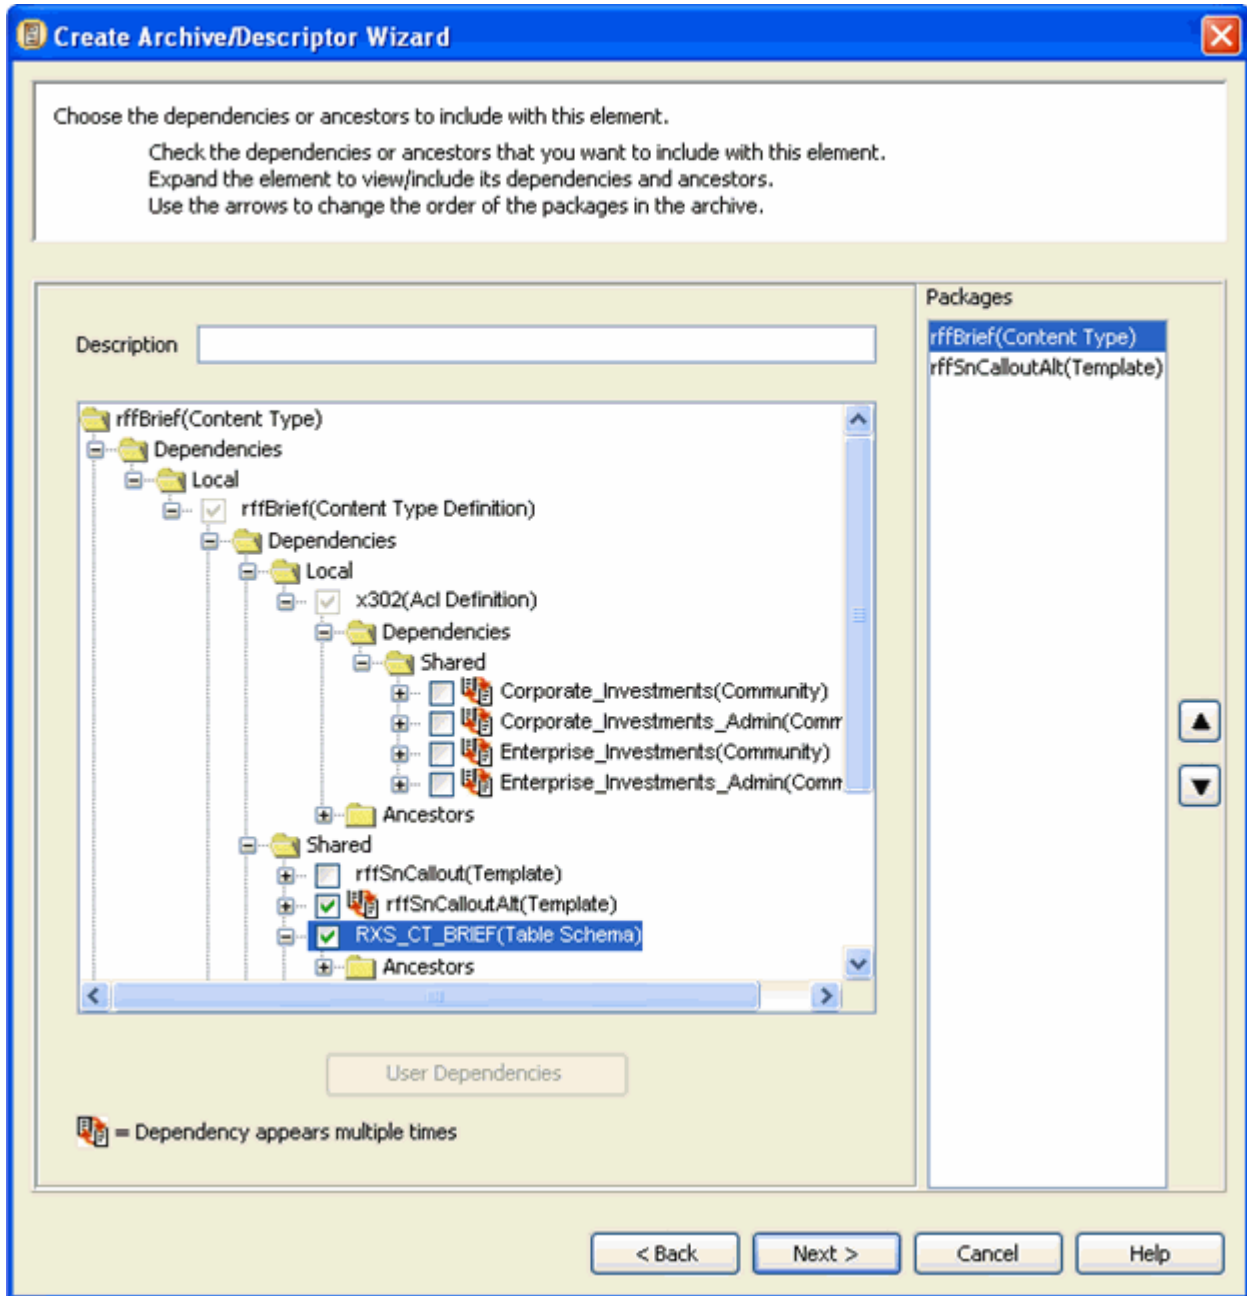 Create Archive/Descriptor Wizard
Choose the dependencies or ancestors to include with this element.
Check the dependencies or ancestors that you want to include with this element.
Expand the element to view/include its dependencies and ancestors.
Use the arrows to change the order of the packages in the archive.
Description
rffBrief(Content Type)
Dependencies
Local
rffBrief(Content Type Definition)
Dependencies
Local
x302(Acl Definition)
Dependencies
Shared
Corporate_Investments(Community)
Corporate_Investments_Admin(Comm
Enterprise_Investments(Community)
Enterprise_Investments_Admin(Comm
Ancestors
Shared
rffSnCallout(Template)
rffSnCalloutAlt(Template)
RXS_CT_BRIEF(Table Schema)
Ancestors
User Dependencies
= Dependency appears multiple times
Packages
rffBrief(Content Type)
rffSnCalloutAlt(Template)
< Back
Next >
Cancel
Help